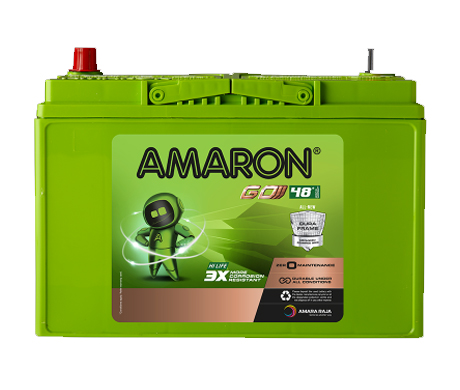 AMARON®
GO 48
ALL NEW
DURA
FRAME
HI LIFE
3X MORE
CORROSION
RESISTANT
ZERO MAINTENANCE
DURABLE UNDER
ALL CONDITIONS
AMARA RAJA